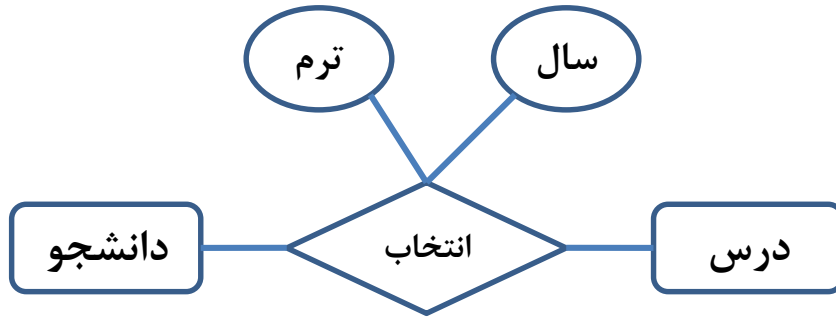 سال
ترم
درس
انتخاب
دانشجو